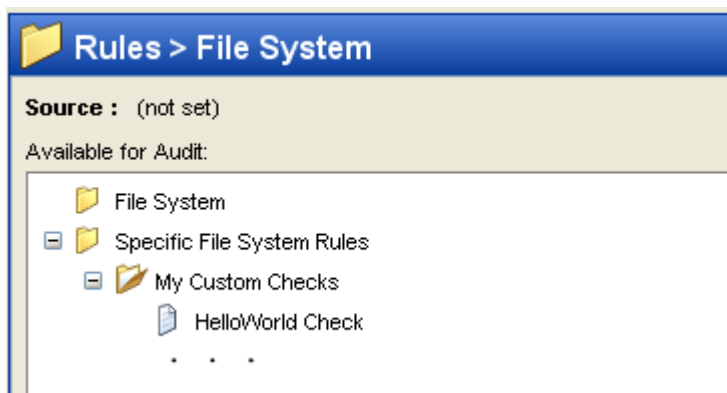 Rules > File System
Source : (not set)
Available for Audit:
File System
Specific File System Rules
My Custom Checks
HelloWorld Check
. . .